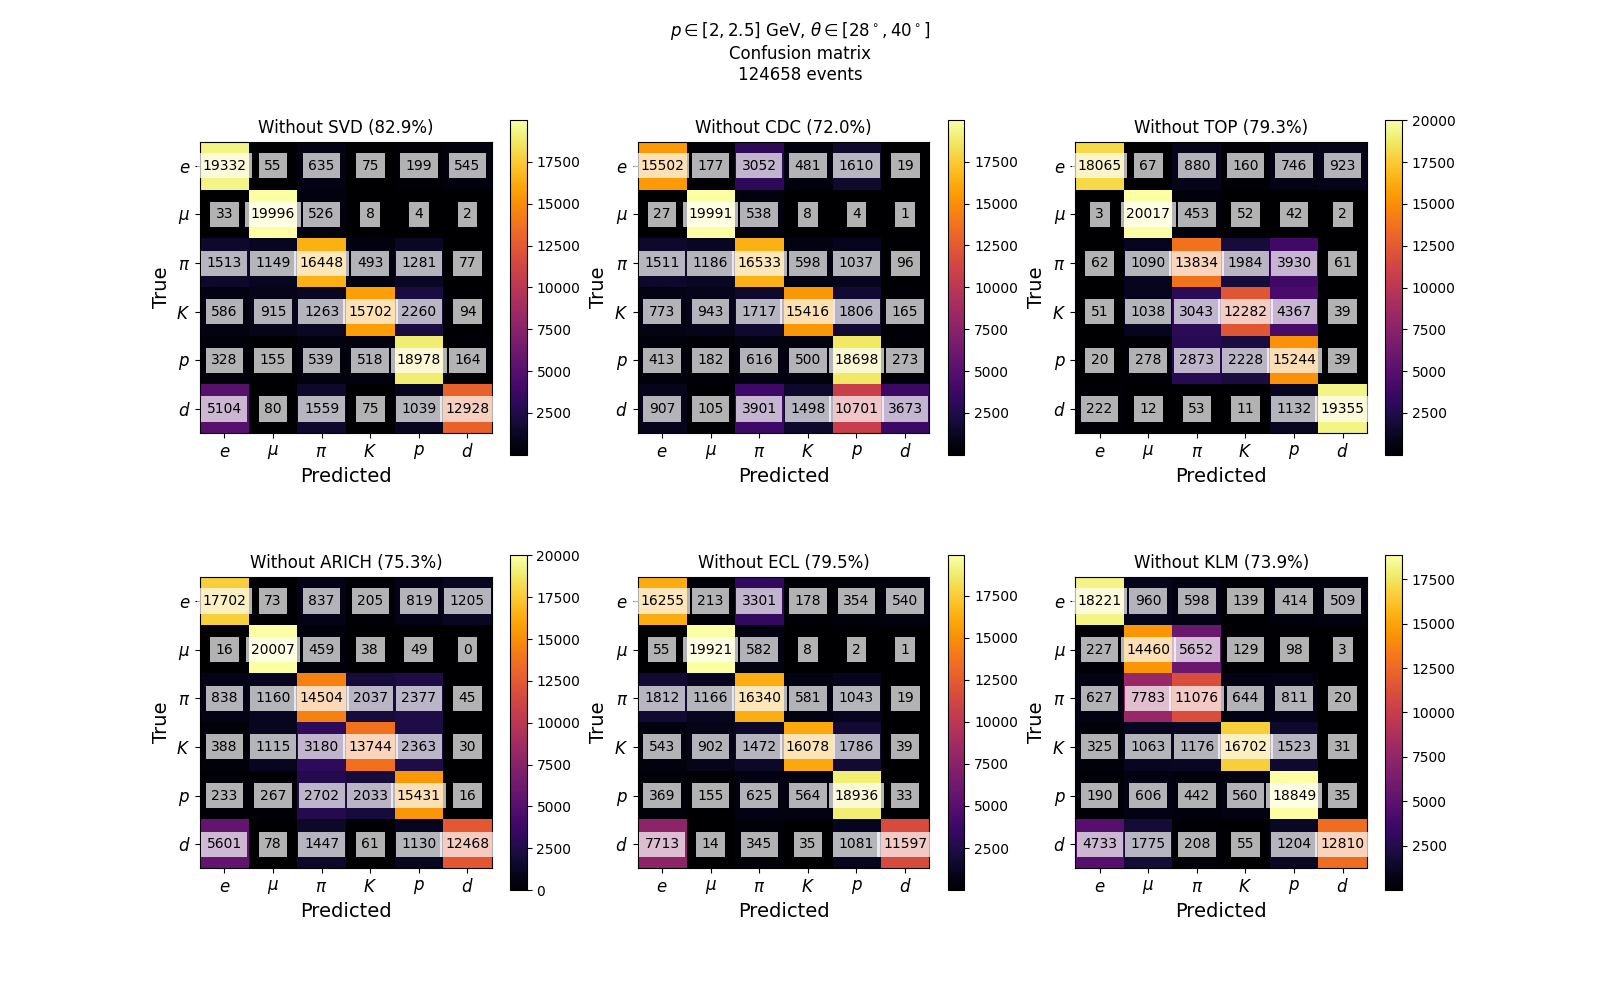 p ∈ [2, 2.5] GeV, θ ∈ [28°, 40°]
Confusion matrix
124658 events
Without SVD (82.9%)
e 19332 55 635 75 199 545
μ 33 19996 526 8 4 2
π 1513 1149 16448 493 1281 77
K 586 915 1263 15702 2260 94
p 328 155 539 518 18978 164
d 5104 80 1559 75 1039 12928
e μ π K p d
Predicted
True
17500
15000
12500
10000
7500
5000
2500
Without CDC (72.0%)
e 15502 177 3052 481 1610 19
μ 27 19991 538 8 4 1
π 1511 1186 16533 598 1037 96
K 773 943 1717 15416 1806 165
p 413 182 616 500 18698 273
d 907 105 3901 1498 10701 3673
e μ π K p d
Predicted
True
17500
15000
12500
10000
7500
5000
2500
Without TOP (79.3%)
e 18065 67 880 160 746 923
μ 3 20017 453 52 42 2
π 62 1090 13834 1984 3930 61
K 51 1038 3043 12282 4367 39
p 20 278 2873 2228 15244 39
d 222 12 53 11 1132 19355
e μ π K p d
Predicted
True
20000
17500
15000
12500
10000
7500
5000
2500
Without ARICH (75.3%)
e 17702 73 837 205 819 1205
μ 16 20007 459 38 49 0
π 838 1160 14504 2037 2377 45
K 388 1115 3180 13744 2363 30
p 233 267 2702 2033 15431 16
d 5601 78 1447 61 1130 12468
e μ π K p d
Predicted
True
20000
17500
15000
12500
10000
7500
5000
2500
0
Without ECL (79.5%)
e 16255 213 3301 178 354 540
μ 55 19921 582 8 2 1
π 1812 1166 16340 581 1043 19
K 543 902 1472 16078 1786 39
p 369 155 625 564 18936 33
d 7713 14 345 35 1081 11597
e μ π K p d
Predicted
True
17500
15000
12500
10000
7500
5000
2500
Without KLM (73.9%)
e 18221 960 598 139 414 509
μ 227 14460 5652 129 98 3
π 627 7783 11076 644 811 20
K 325 1063 1176 16702 1523 31
p 190 606 442 560 18849 35
d 4733 1775 208 55 1204 12810
e μ π K p d
Predicted
True
17500
15000
12500
10000
7500
5000
2500